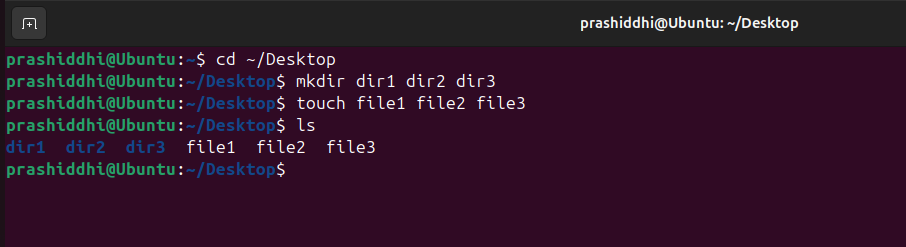 prashiddhi@Ubuntu: ~/Desktop
prashiddhi@Ubuntu:~$ cd ~/Desktop
prashiddhi@Ubuntu:~/Desktop$ mkdir dir1 dir2 dir3
prashiddhi@Ubuntu:~/Desktop$ touch file1 file2 file3
prashiddhi@Ubuntu:~/Desktop$ ls
dir1  dir2  dir3  file1  file2  file3
prashiddhi@Ubuntu:~/Desktop$